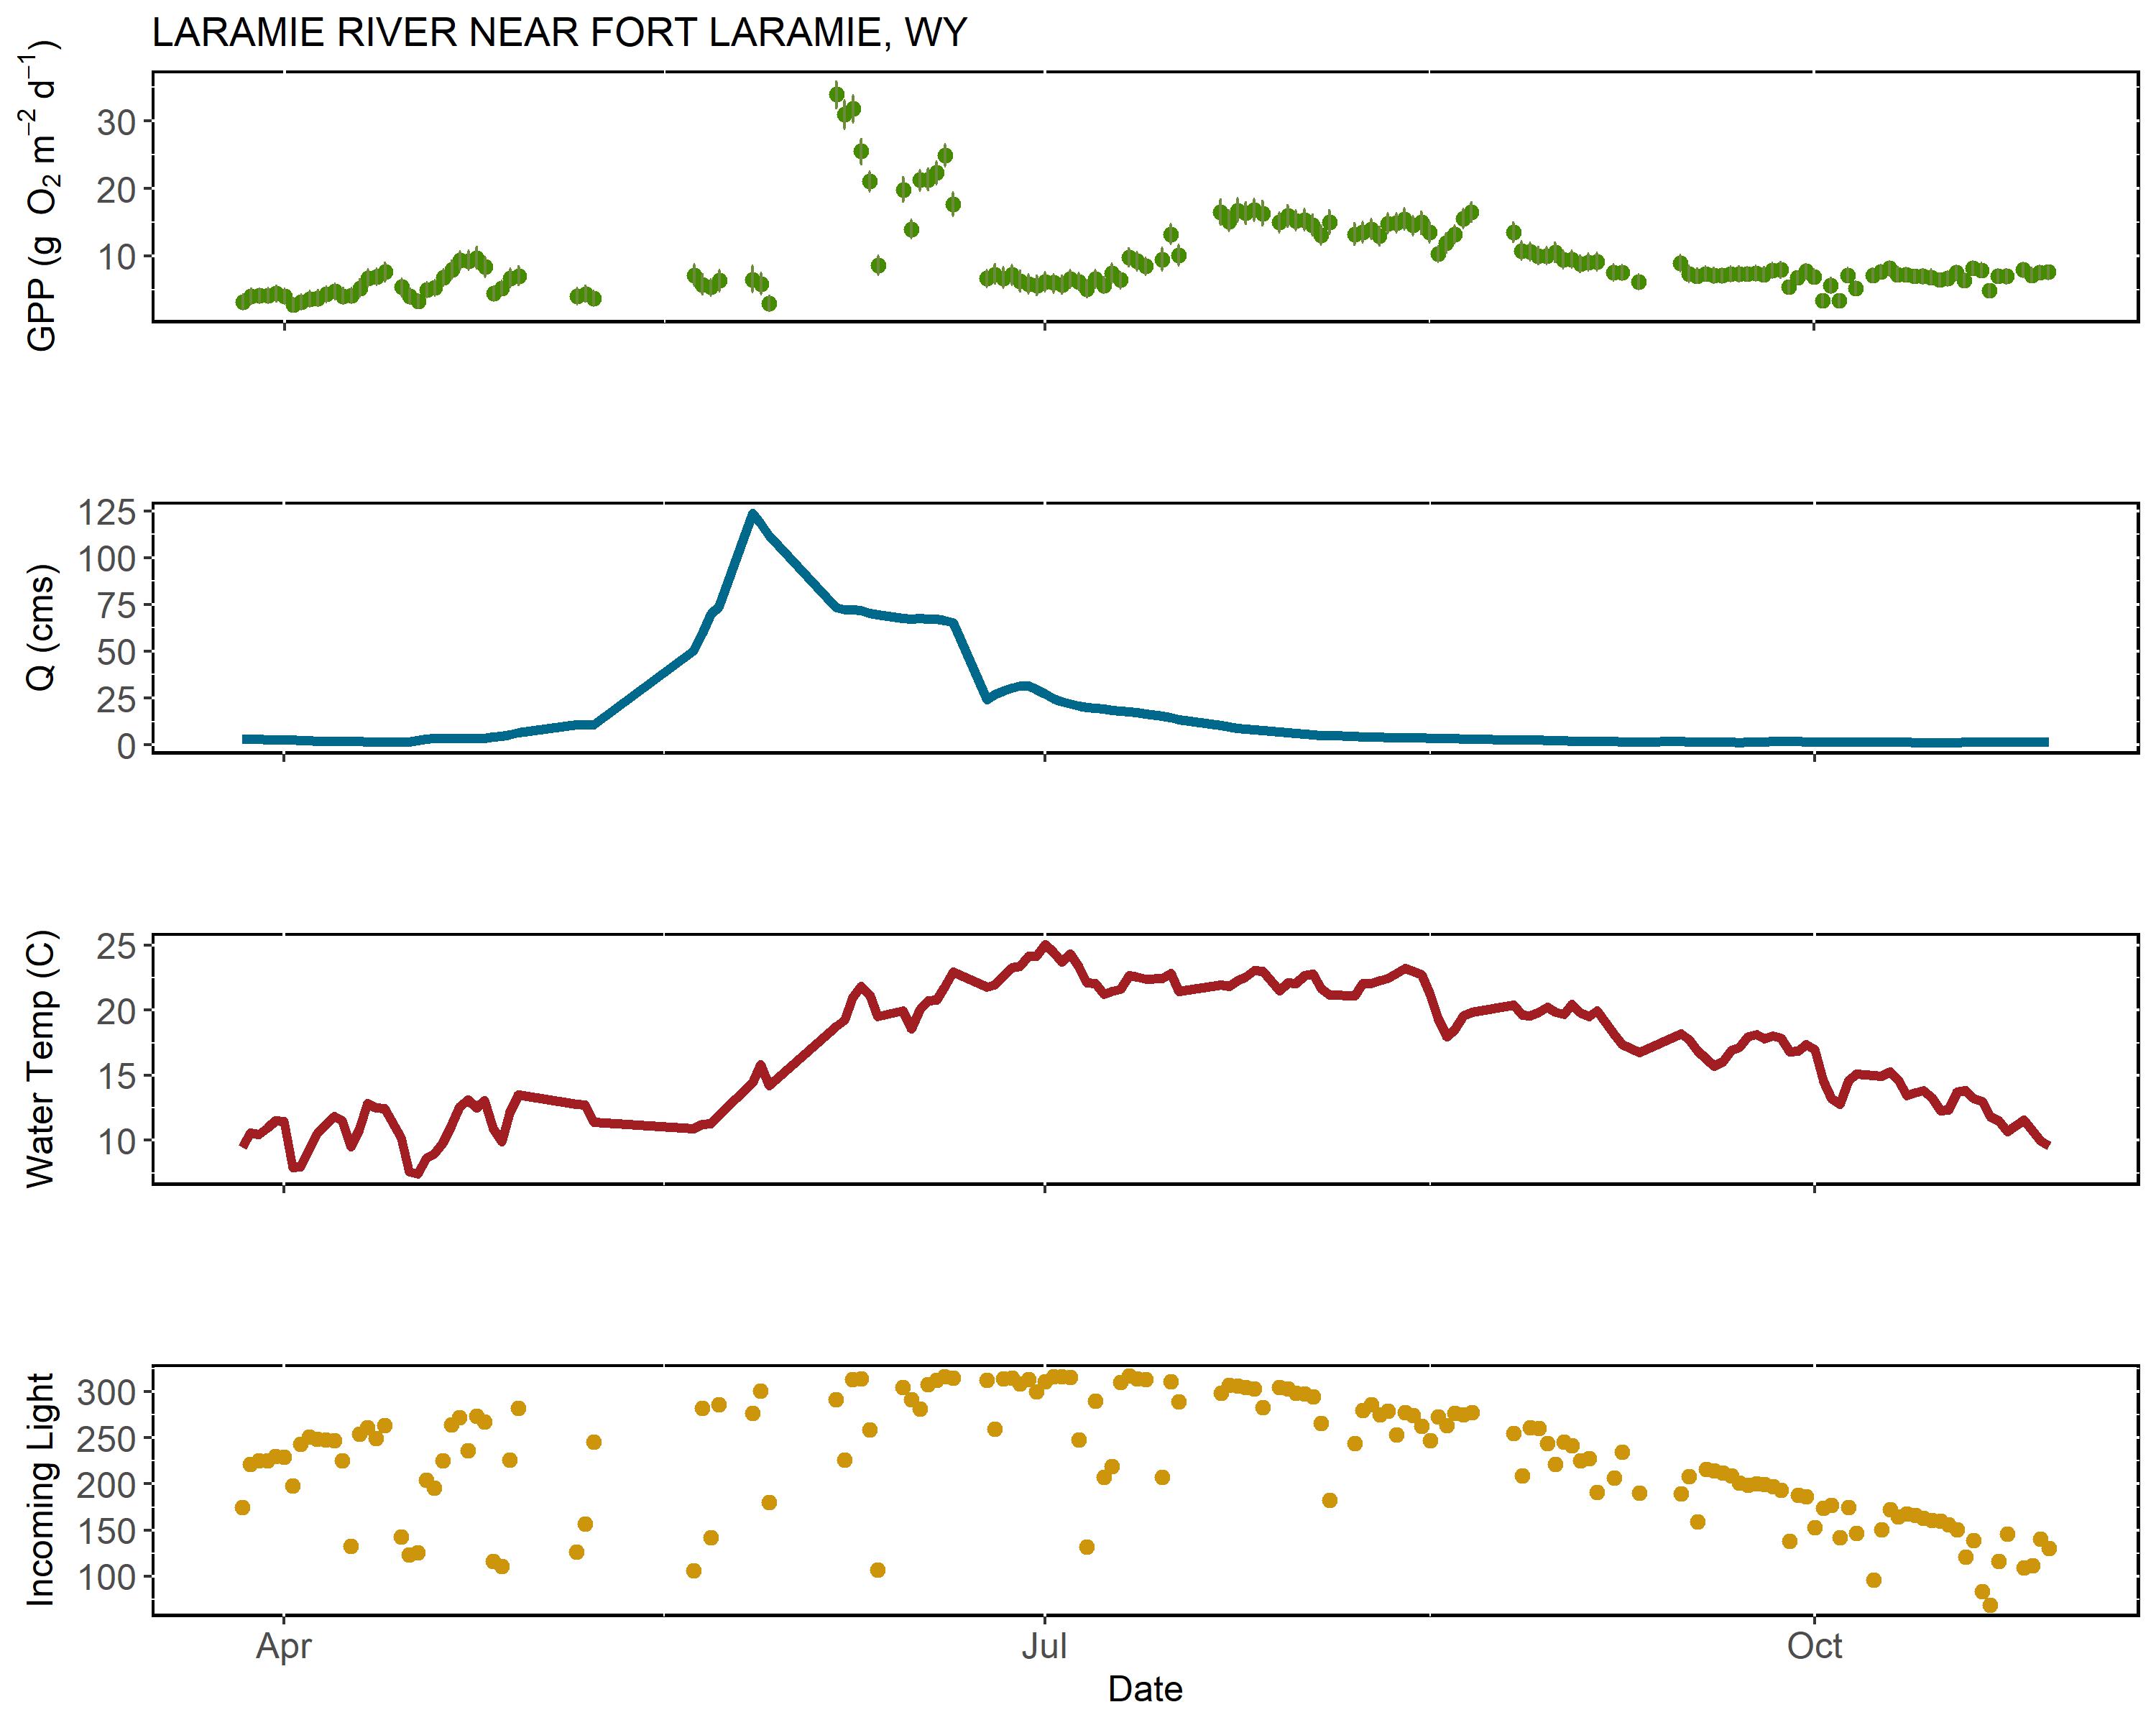 LARAMIE RIVER NEAR FORT LARAMIE, WY
GPP (g O₂ m⁻² d⁻¹)
30
20
10
Q (cms)
125
100
75
50
25
0
Water Temp (C)
25
20
15
10
Incoming Light
300
250
200
150
100
Apr Jul Oct
Date